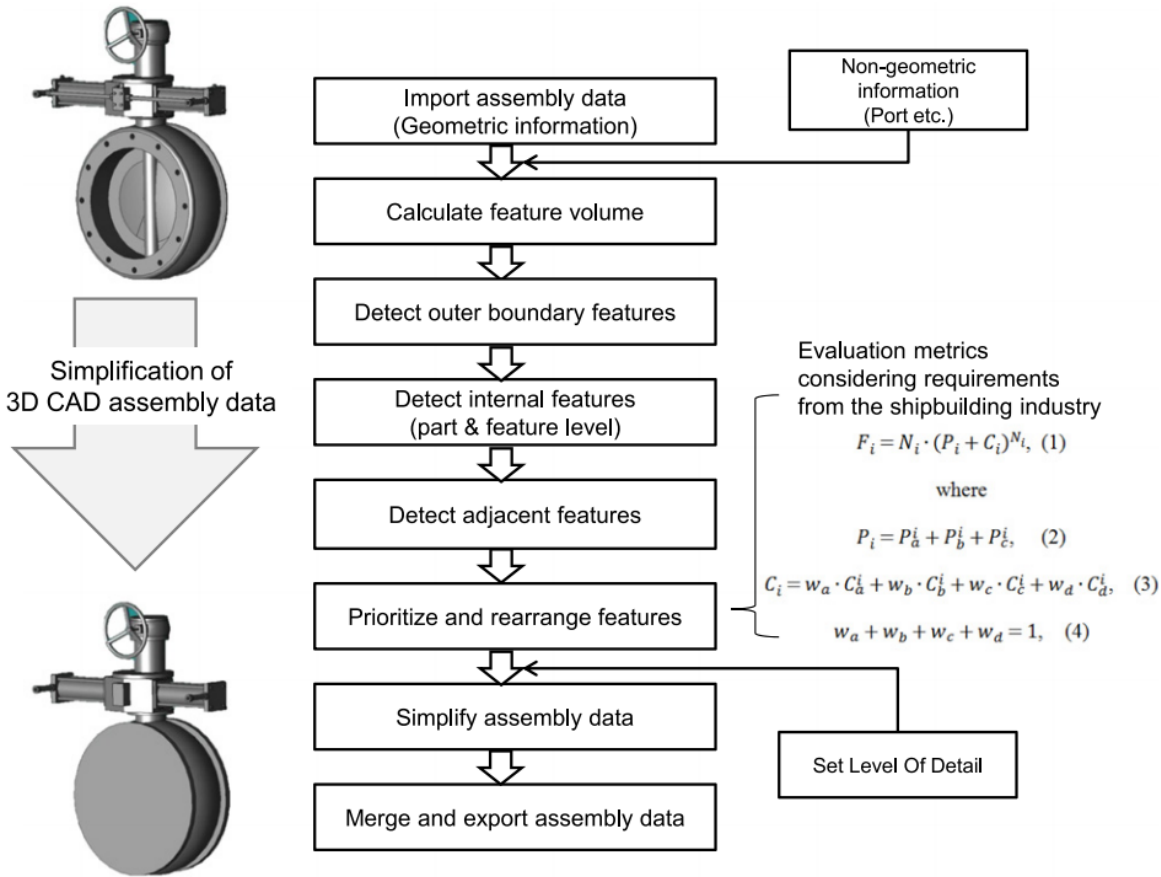 Import assembly data
(Geometric information)
Non-geometric
information
(Port etc.)
Calculate feature volume
Detect outer boundary features
Simplification of
3D CAD assembly data
Detect internal features
(part & feature level)
Detect adjacent features
Prioritize and rearrange features
Evaluation metrics
considering requirements
from the shipbuilding industry
F_i = N_i · (P_i + C_i)^{N_i}, (1)
where
P_i = P_a^i + P_b^i + P_c^i, (2)
C_i = w_a · C_a^i + w_b · C_b^i + w_c · C_c^i + w_d · C_d^i, (3)
w_a + w_b + w_c + w_d = 1, (4)
Simplify assembly data
Set Level Of Detail
Merge and export assembly data